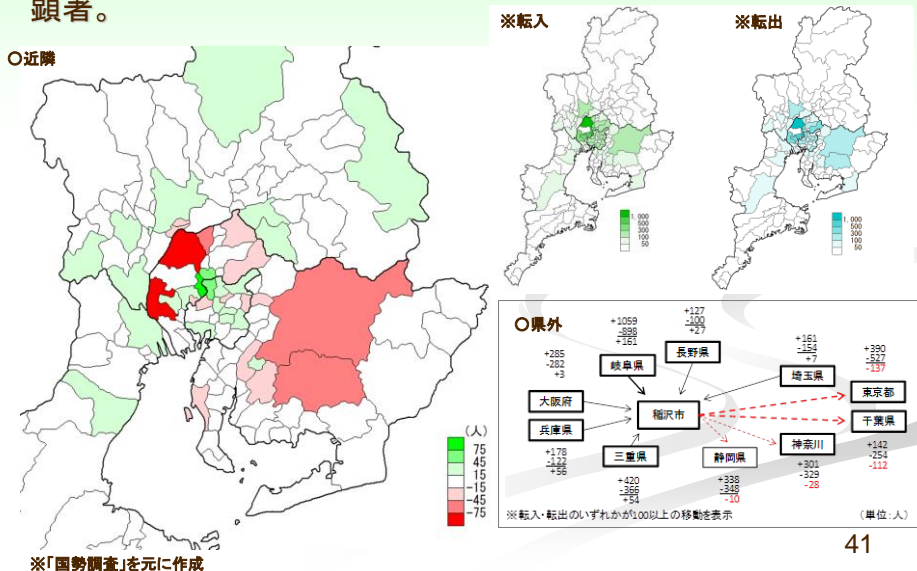 顕者。
※転入
※転出
〇近隣
1,000
500
300
100
50
1,000
500
300
100
50
(人)
75
45
15
-15
-45
-75
〇県外
+1059
-898
+161
+127
-100
+27
+161
-154
+7
+390
-527
-137
+285
-282
+3
岐阜県
長野県
埼玉県
東京都
大阪府
稲沢市
千葉県
兵庫県
三重県
静岡県
神奈川
+178
-122
+56
+420
-366
+54
+338
-348
-10
+301
-329
-28
+142
-254
-112
※転入・転出のいずれかが100以上の移動を表示
(単位:人)
※「国勢調査」を元に作成
41